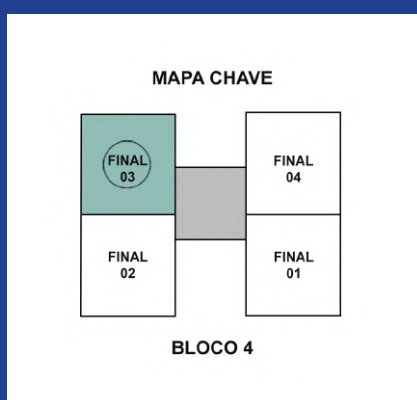 MAPA CHAVE
FINAL
03
FINAL
04
FINAL
02
FINAL
01
BLOCO 4